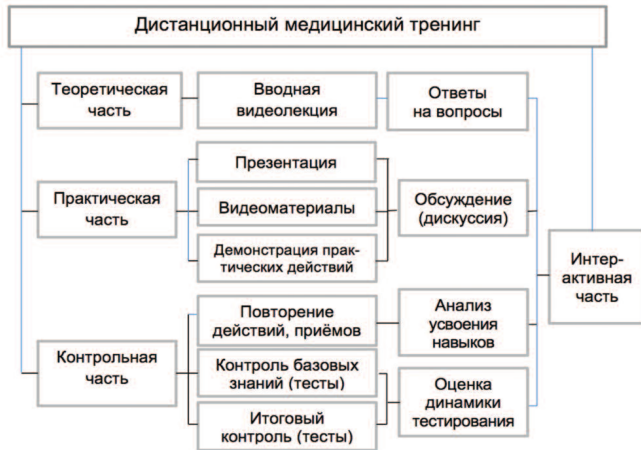 Дистанционный медицинский тренинг
Теоретическая
часть
Вводная
видеолекция
Ответы
на вопросы
Практическая
часть
Презентация
Видеоматериалы
Демонстрация прак-
тических действий
Обсуждение
(дискуссия)
Интер-
активная
часть
Контрольная
часть
Повторение
действий, приёмов
Анализ
усвоения
навыков
Контроль базовых
знаний (тесты)
Итоговый
контроль (тесты)
Оценка
динамики
тестирования